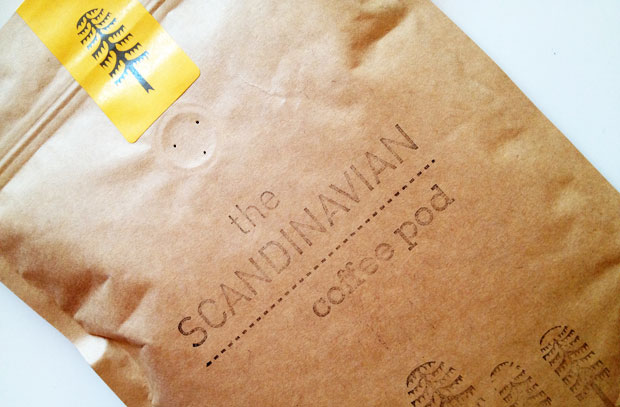 the
SCANDINAVIAN
coffee pod